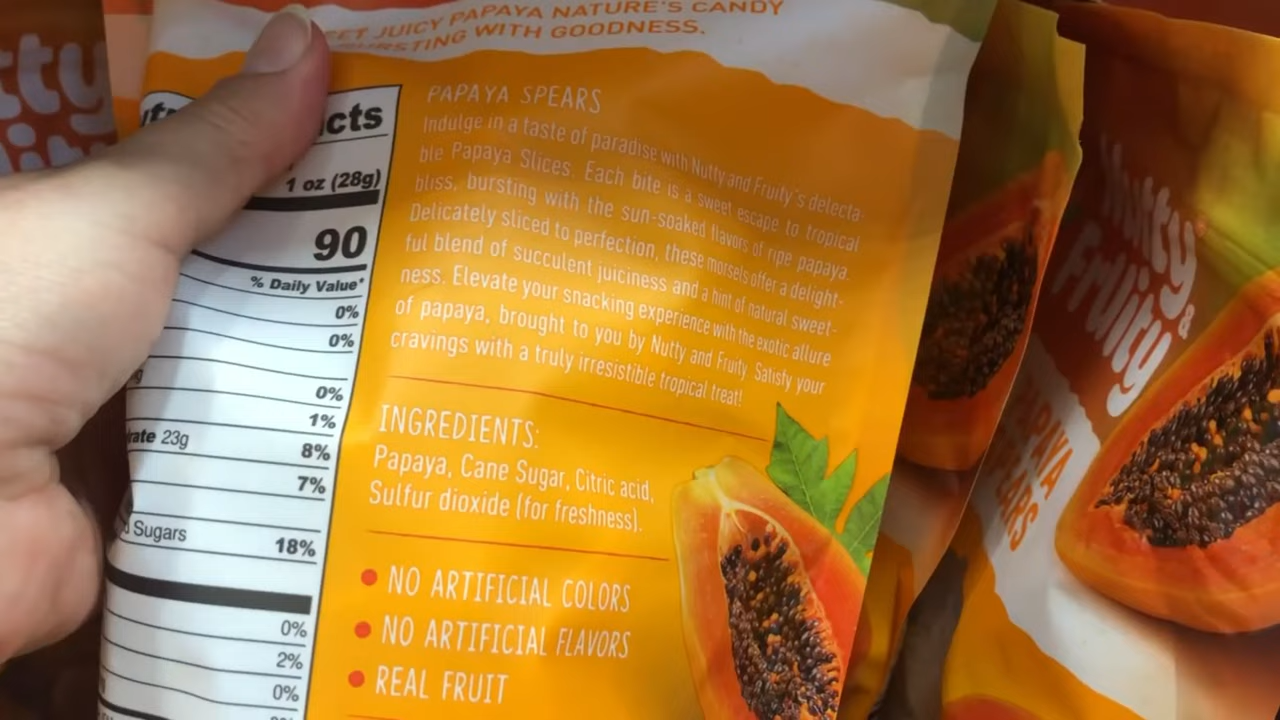 JUICY PAPAYA NATURE'S CANDY
BURSTING WITH GOODNESS.
PAPAYA SPEARS
Indulge in a taste of paradise with Nutty and Fruity's delecta-
ble Papaya Slices. Each bite is a sweet escape to tropical
bliss, bursting with the sun-soaked flavors of ripe papaya.
Delicately sliced to perfection, these morsels offer a delight-
ful blend of succulent juiciness and a hint of natural sweet-
ness. Elevate your snacking experience with the exotic allure
of papaya, brought to you by Nutty and Fruity. Satisfy your
cravings with a truly irresistible tropical treat!
INGREDIENTS:
Papaya, Cane Sugar, Citric acid,
Sulfur dioxide (for freshness).
• NO ARTIFICIAL COLORS
• NO ARTIFICIAL FLAVORS
• REAL FRUIT
1 oz (28g)
90
% Daily Value*
0%
0%
0%
1%
23g 8%
7%
Sugars 18%
0%
2%
0%
Nutty &
Fruity